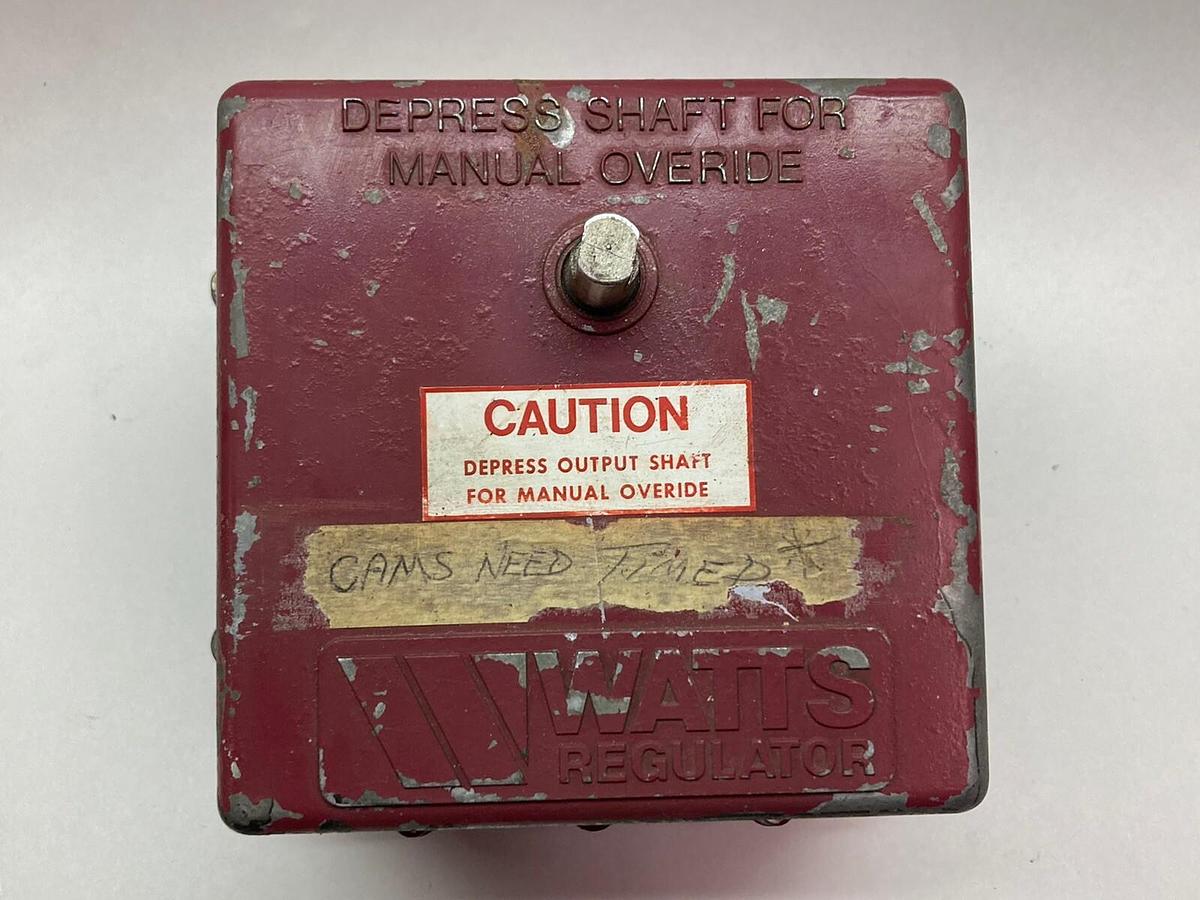 DEPRESS SHAFT FOR
MANUAL OVERIDE
CAUTION
DEPRESS OUTPUT SHAFT
FOR MANUAL OVERIDE
CAMS NEED TIMED*
WATTS
REGULATOR